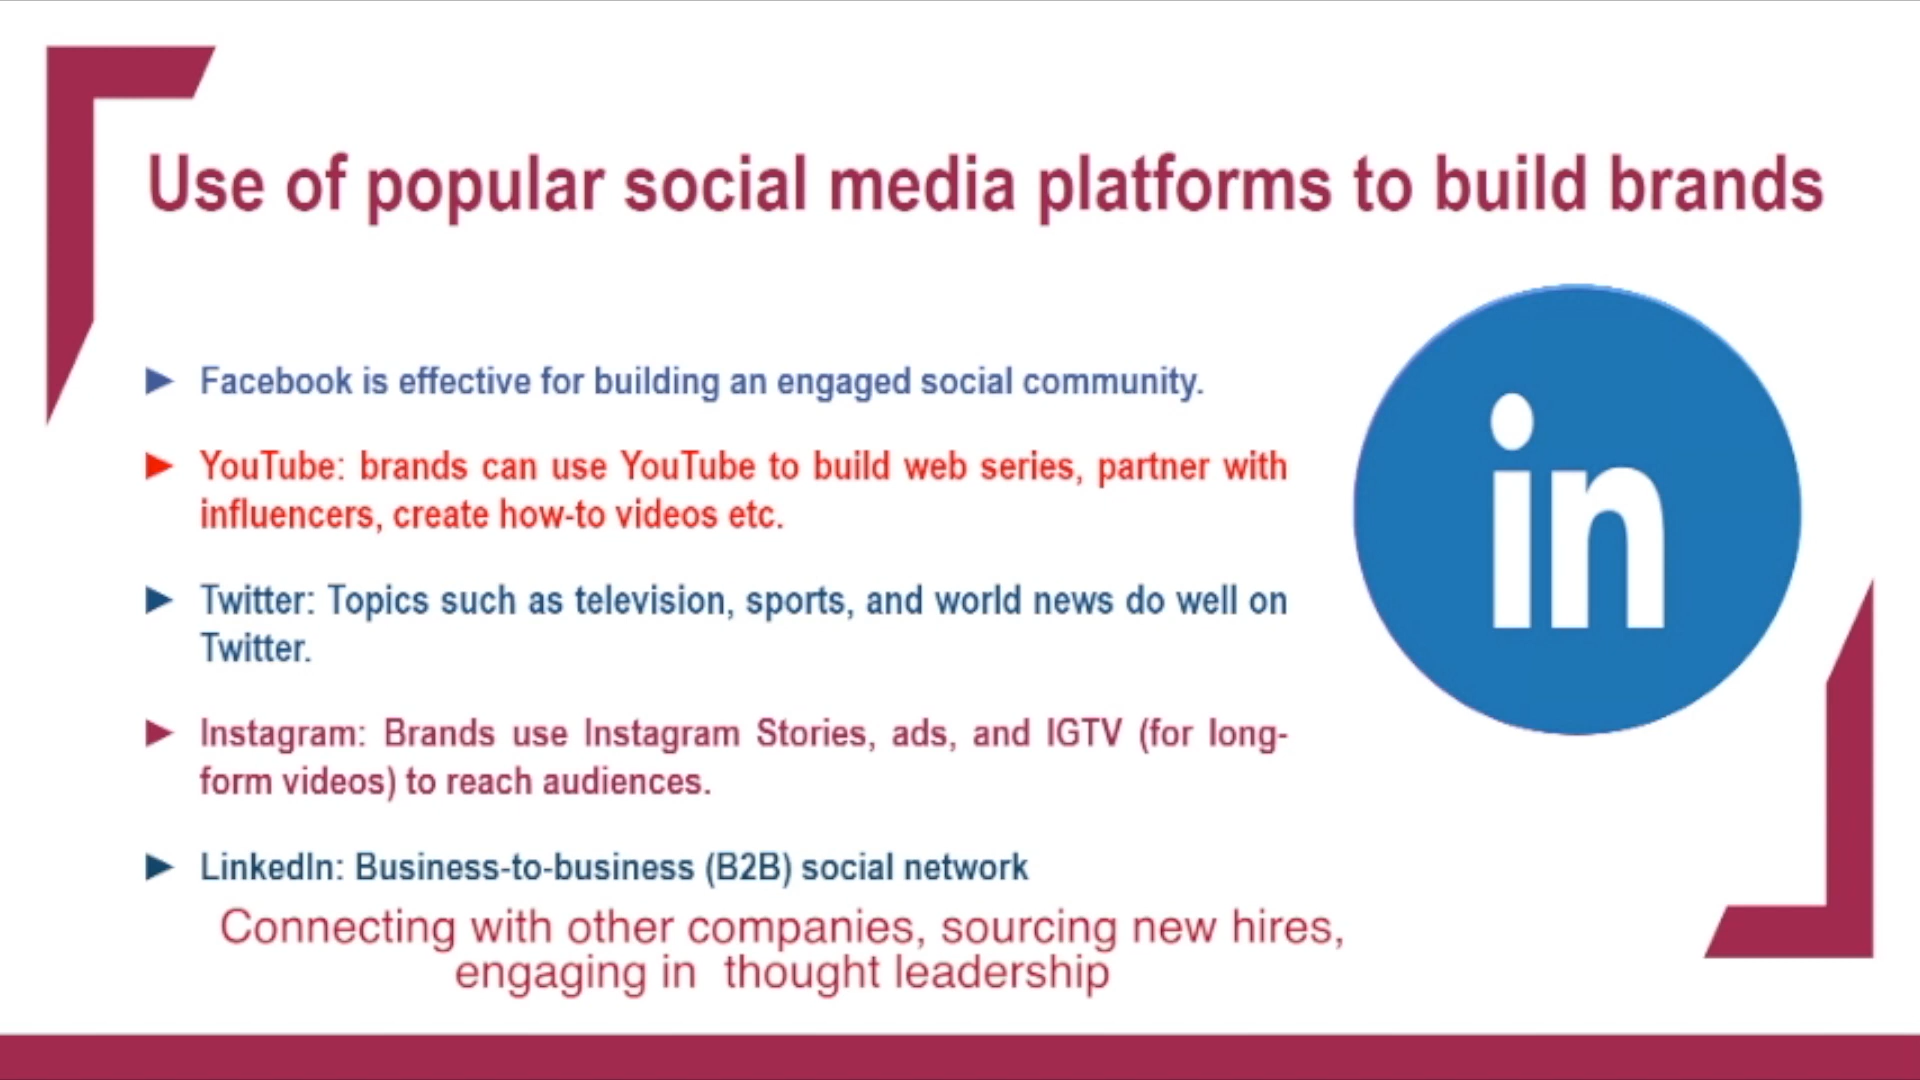 Use of popular social media platforms to build brands
Facebook is effective for building an engaged social community.
YouTube: brands can use YouTube to build web series, partner with
influencers, create how-to videos etc.
Twitter: Topics such as television, sports, and world news do well on
Twitter.
Instagram: Brands use Instagram Stories, ads, and IGTV (for long-
form videos) to reach audiences.
LinkedIn: Business-to-business (B2B) social network
Connecting with other companies, sourcing new hires,
engaging in  thought leadership
in